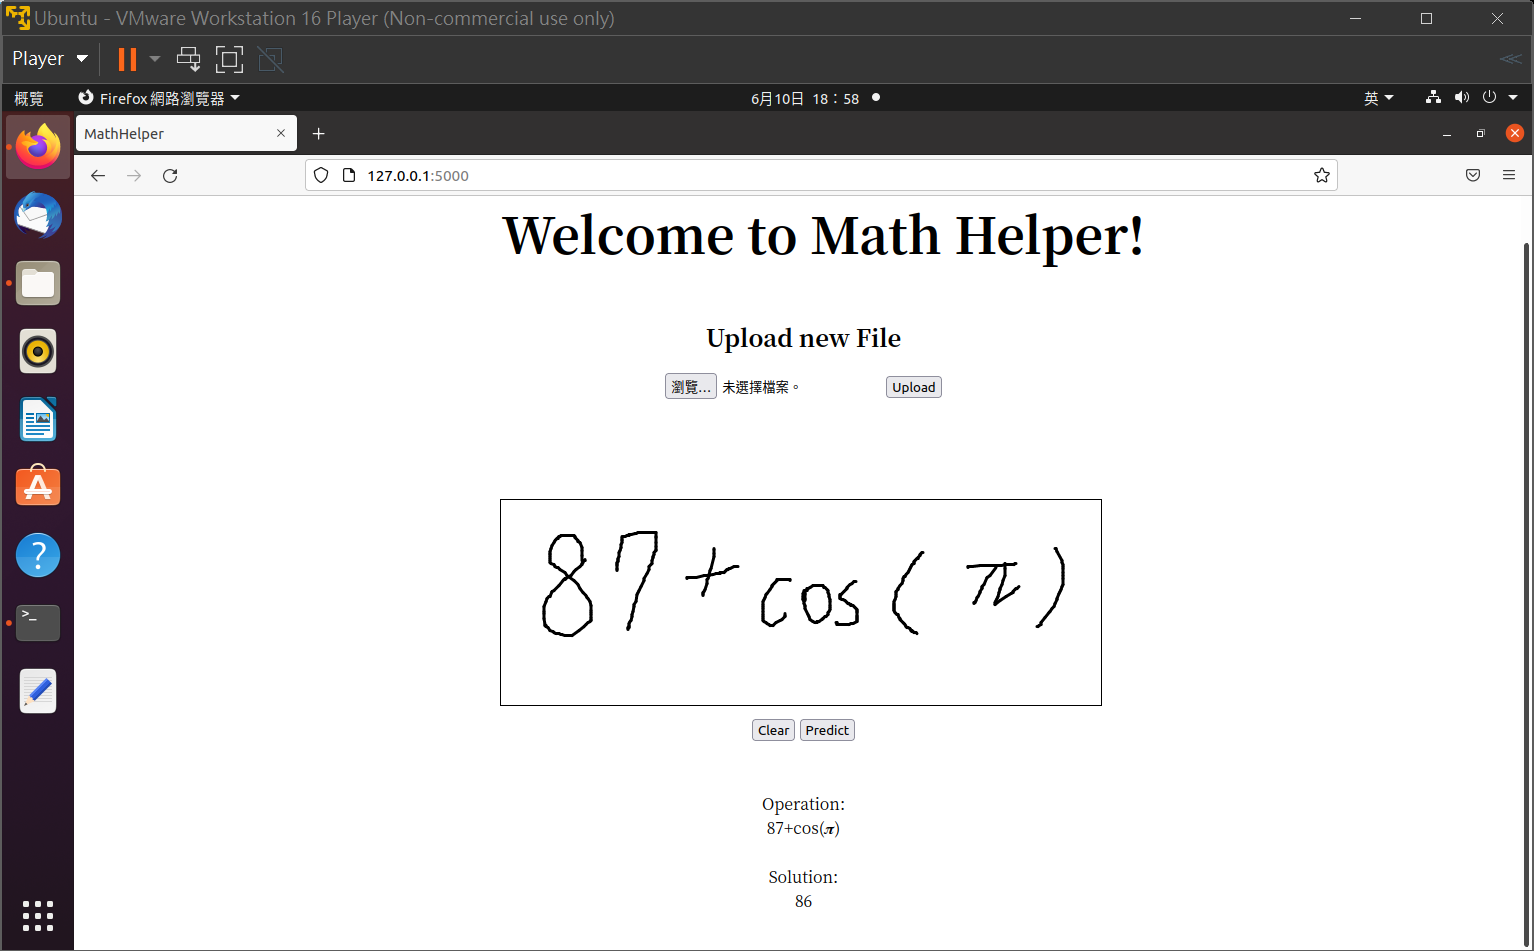 Ubuntu - VMware Workstation 16 Player (Non-commercial use only)
Player
概覽 Firefox 網路瀏覽器 6月10日 18：58 英
MathHelper
127.0.0.1:5000
Welcome to Math Helper!
Upload new File
瀏覽… 未選擇檔案。 Upload
87+cos(π)
Clear Predict
Operation:
87+cos(π)
Solution:
86